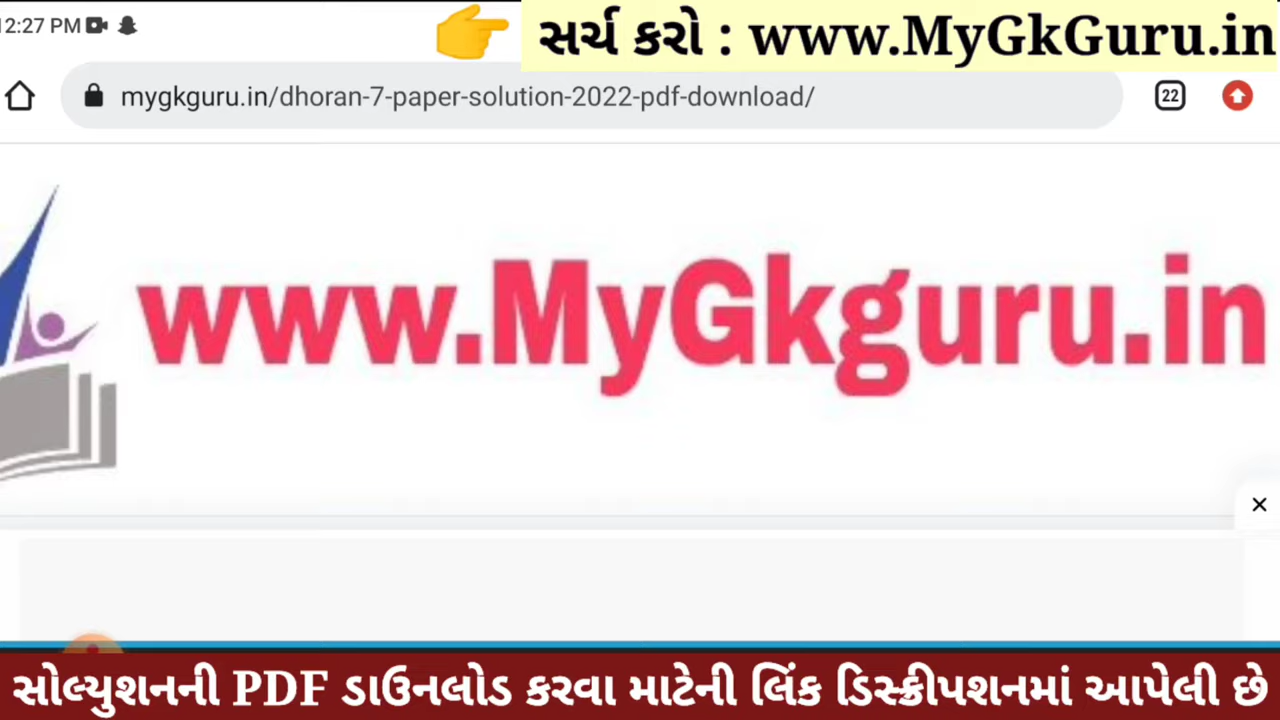 12:27 PM
👉 સર્ચ કરો : www.MyGkGuru.in
mygkguru.in/dhoran-7-paper-solution-2022-pdf-download/
22
www.MyGkguru.in
સોલ્યુશનની PDF ડાઉનલોડ કરવા માટેની લિંક ડિસ્ક્રીપશનમાં આપેલી છે